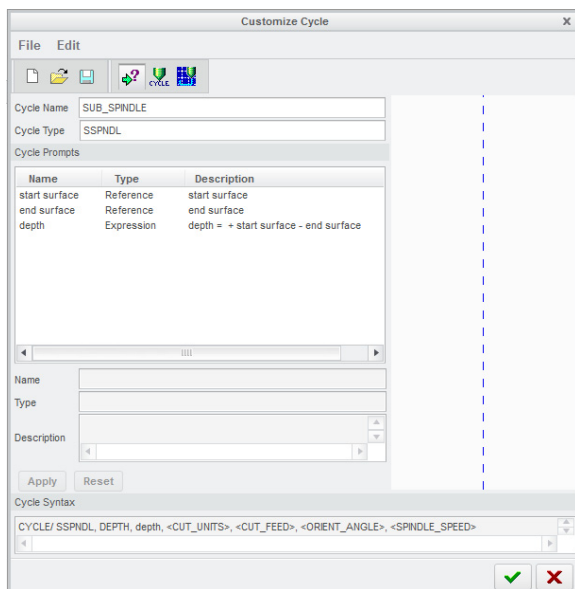 Customize Cycle
X
File Edit
? CYCLE
Cycle Name SUB_SPINDLE
Cycle Type SSPNDL
Cycle Prompts
Name Type Description
start surface Reference start surface
end surface Reference end surface
depth Expression depth = + start surface - end surface
Name
Type
Description
Apply Reset
Cycle Syntax
CYCLE/ SSPNDL, DEPTH, depth, <CUT_UNITS>, <CUT_FEED>, <ORIENT_ANGLE>, <SPINDLE_SPEED>